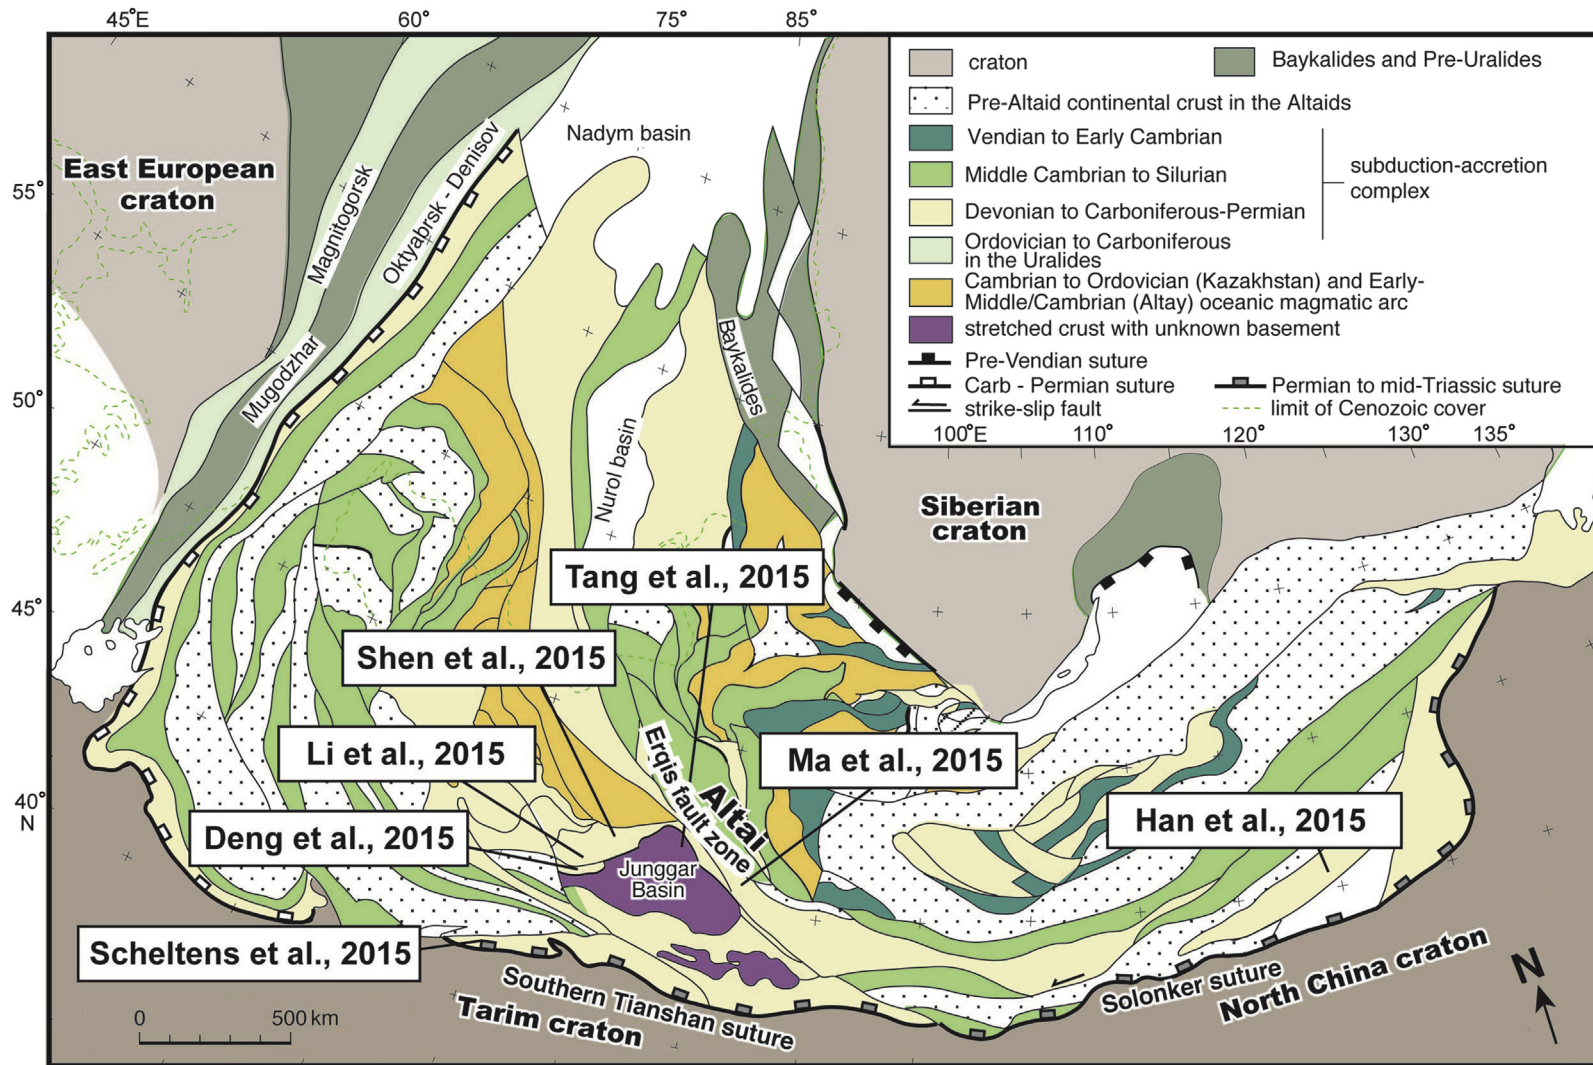 45°E
60°
75°
85°
craton
Baykalides and Pre-Uralides
Pre-Altaid continental crust in the Altaids
Vendian to Early Cambrian
Middle Cambrian to Silurian
Devonian to Carboniferous-Permian
subduction-accretion
complex
Ordovician to Carboniferous
in the Uralides
Cambrian to Ordovician (Kazakhstan) and Early-
Middle/Cambrian (Altay) oceanic magmatic arc
stretched crust with unknown basement
Pre-Vendian suture
Carb - Permian suture
Permian to mid-Triassic suture
strike-slip fault
limit of Cenozoic cover
100°E
110°
120°
130°
135°
55°
50°
45°
40°
N
East European
craton
Magnitogorsk
Oktyabrsk - Denisov
Mugodzhar
Nadym basin
Nurol basin
Baykalides
Siberian
craton
Tang et al., 2015
Shen et al., 2015
Li et al., 2015
Ma et al., 2015
Deng et al., 2015
Han et al., 2015
Scheltens et al., 2015
Erqis fault zone
Altai
Junggar
Basin
Southern Tianshan suture
Tarim craton
Solonker suture
North China craton
0
500 km
N